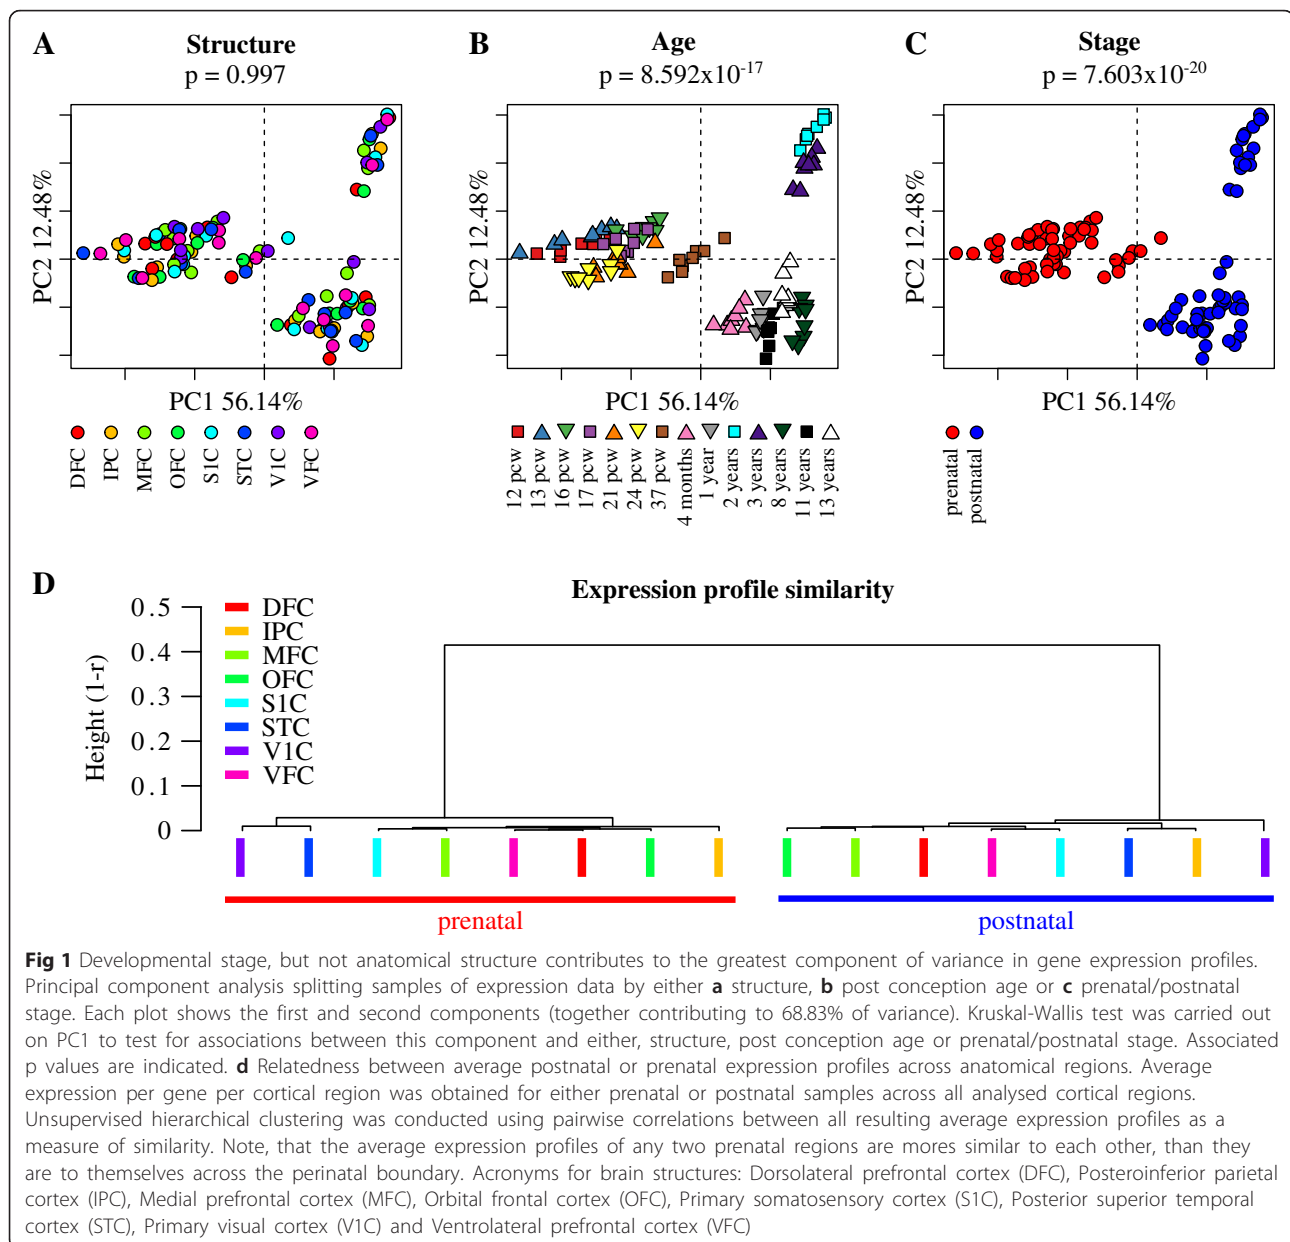 A
Structure
p = 0.997
PC2 12.48%
PC1 56.14%
DFC
IPC
MFC
OFC
S1C
STC
V1C
VFC
B
Age
p = 8.592x10-17
PC2 12.48%
PC1 56.14%
12 pcw
13 pcw
16 pcw
17 pcw
21 pcw
24 pcw
37 pcw
4 months
1 year
2 years
3 years
8 years
11 years
13 years
C
Stage
p = 7.603x10-20
PC2 12.48%
PC1 56.14%
prenatal
postnatal
D
Expression profile similarity
Height (1-r)
0.5
0.4
0.3
0.2
0.1
0
DFC
IPC
MFC
OFC
S1C
STC
V1C
VFC
prenatal
postnatal
Fig 1 Developmental stage, but not anatomical structure contributes to the greatest component of variance in gene expression profiles.
Principal component analysis splitting samples of expression data by either a structure, b post conception age or c prenatal/postnatal
stage. Each plot shows the first and second components (together contributing to 68.83% of variance). Kruskal-Wallis test was carried out
on PC1 to test for associations between this component and either, structure, post conception age or prenatal/postnatal stage. Associated
p values are indicated. d Relatedness between average postnatal or prenatal expression profiles across anatomical regions. Average
expression per gene per cortical region was obtained for either prenatal or postnatal samples across all analysed cortical regions.
Unsupervised hierarchical clustering was conducted using pairwise correlations between all resulting average expression profiles as a
measure of similarity. Note, that the average expression profiles of any two prenatal regions are mores similar to each other, than they
are to themselves across the perinatal boundary. Acronyms for brain structures: Dorsolateral prefrontal cortex (DFC), Posteroinferior parietal
cortex (IPC), Medial prefrontal cortex (MFC), Orbital frontal cortex (OFC), Primary somatosensory cortex (S1C), Posterior superior temporal
cortex (STC), Primary visual cortex (V1C) and Ventrolateral prefrontal cortex (VFC)